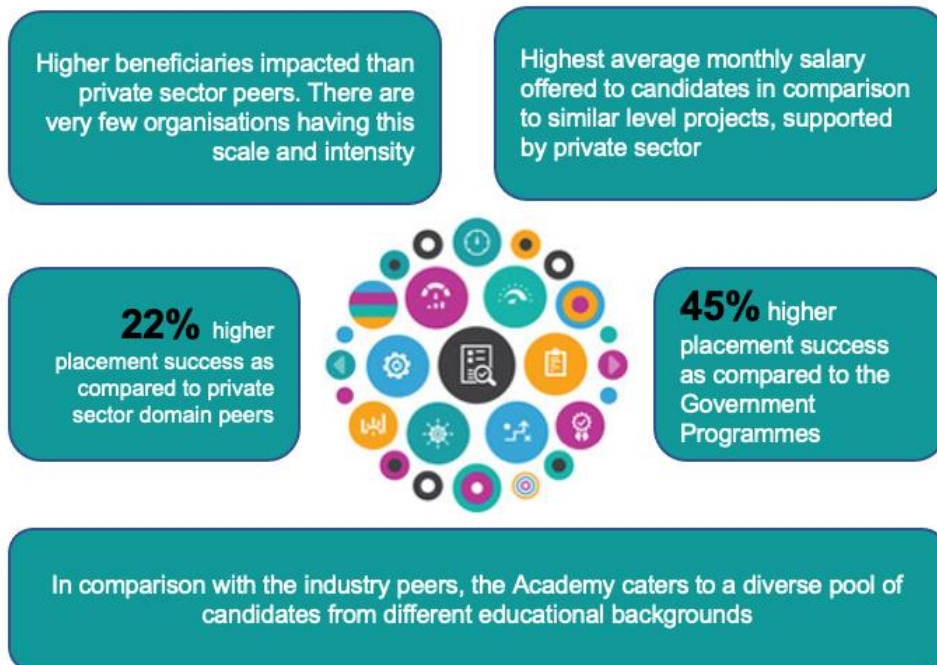 Higher beneficiaries impacted than
private sector peers. There are
very few organisations having this
scale and intensity
Highest average monthly salary
offered to candidates in comparison
to similar level projects, supported
by private sector
22% higher
placement success as
compared to private
sector domain peers
45% higher
placement success
as compared to the
Government
Programmes
In comparison with the industry peers, the Academy caters to a diverse pool of
candidates from different educational backgrounds